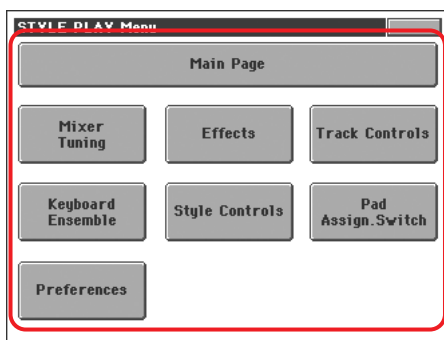 STYLE PLAY Menu
Main Page
Mixer
Tuning
Effects
Track Controls
Keyboard
Ensemble
Style Controls
Pad
Assign.Switch
Preferences